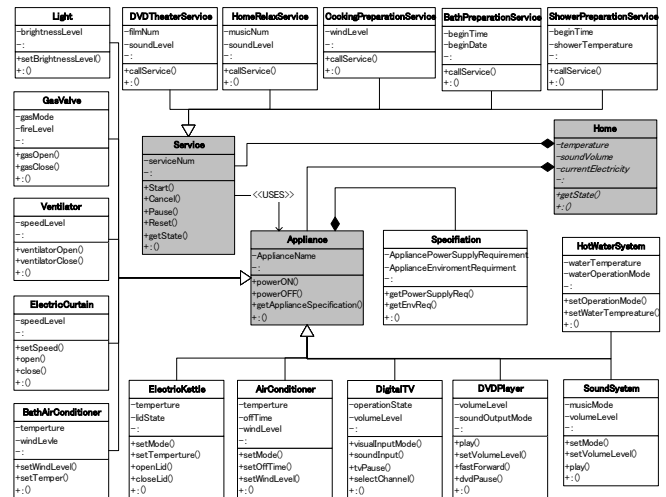 Light
-brightnessLevel
-:
+setBrightnessLevel()
+:()
DVDTheaterService
-filmNum
-soundLevel
-:
+callService()
+:()
HomeRelaxService
-musicNum
-soundLevel
-:
+callService()
+:()
CookingPreparationService
-windLevel
-:
+callService()
+:()
BathPreparationService
-beginTime
-beginDate
-:
+callService()
+:()
ShowerPreparationService
-beginTime
-showerTemperature
-:
+callService()
+:()
GasValve
-gasMode
-fireLevel
-:
+gasOpen()
+gasClose()
+:()
Service
-serviceNum
-:
+Start()
+Cancel()
+Pause()
+Reset()
+getState()
+:()
<<USES>>
Home
-temperature
-soundVolume
-currentElectricity
-:
+getState()
+:()
Ventilator
-speedLevel
-:
+ventilatorOpen()
+ventilatorClose()
+:()
Appliance
-ApplianceName
-:
+powerON()
+powerOFF()
+getApplianceSpecification()
+:()
Specifiation
-AppliancePowerSupplyRequirement
-ApplianceEnviromentRequirment
-:
+getPowerSupplyReq()
+getEnvReq()
+:()
HotWaterSystem
-waterTemperature
-waterOperationMode
-:
+setOperationMode()
+setWaterTempreature()
+:()
ElectricCurtain
-speedLevel
-:
+setSpeed()
+open()
+close()
+:()
BathAirConditioner
-temperture
-windLevle
-:
+setWindLevel()
+setTemper()
+:()
ElectricKettle
-temperture
-lidState
-:
+setMode()
+setTemperture()
+openLid()
+closeLid()
+:()
AirConditioner
-temperture
-offTime
-windLevel
-:
+setMode()
+setOffTime()
+setWindLevel()
+:()
DigitalTV
-operationState
-volumeLevel
-:
+visualInputMode()
+soundInput()
+tvPause()
+selectChannel()
+:()
DVDPlayer
-volumeLevel
-soundOutputMode
-:
+play()
+setVolumeLevel()
+fastForward()
+dvdPause()
+:()
SoundSystem
-musicMode
-volumeLevel
-:
+setMode()
+setVolumeLevel()
+play()
+:()